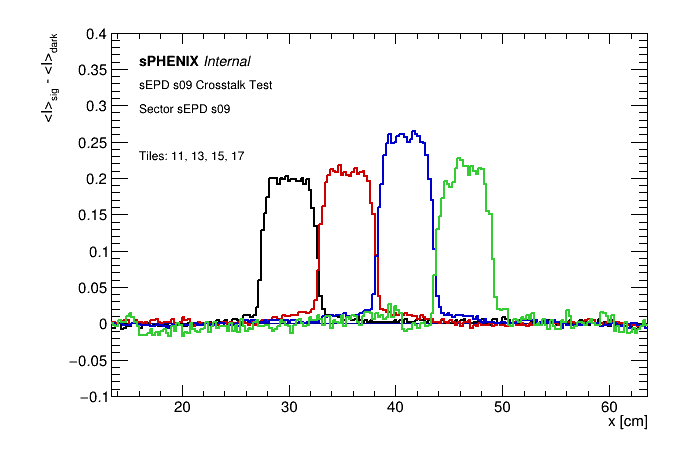 0.4
0.35
0.3
0.25
0.2
0.15
0.1
0.05
0
−0.05
−0.1
<I>sig - <I>dark
sPHENIX Internal
sEPD s09 Crosstalk Test
Sector sEPD s09
Tiles: 11, 13, 15, 17
20 30 40 50 60
x [cm]